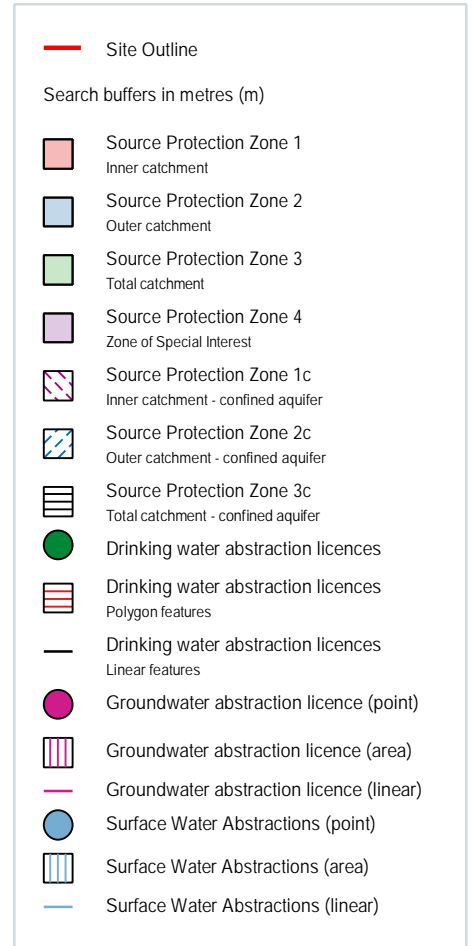 Site Outline
Search buffers in metres (m)
Source Protection Zone 1
Inner catchment
Source Protection Zone 2
Outer catchment
Source Protection Zone 3
Total catchment
Source Protection Zone 4
Zone of Special Interest
Source Protection Zone 1c
Inner catchment - confined aquifer
Source Protection Zone 2c
Outer catchment - confined aquifer
Source Protection Zone 3c
Total catchment - confined aquifer
Drinking water abstraction licences
Drinking water abstraction licences
Polygon features
Drinking water abstraction licences
Linear features
Groundwater abstraction licence (point)
Groundwater abstraction licence (area)
Groundwater abstraction licence (linear)
Surface Water Abstractions (point)
Surface Water Abstractions (area)
Surface Water Abstractions (linear)